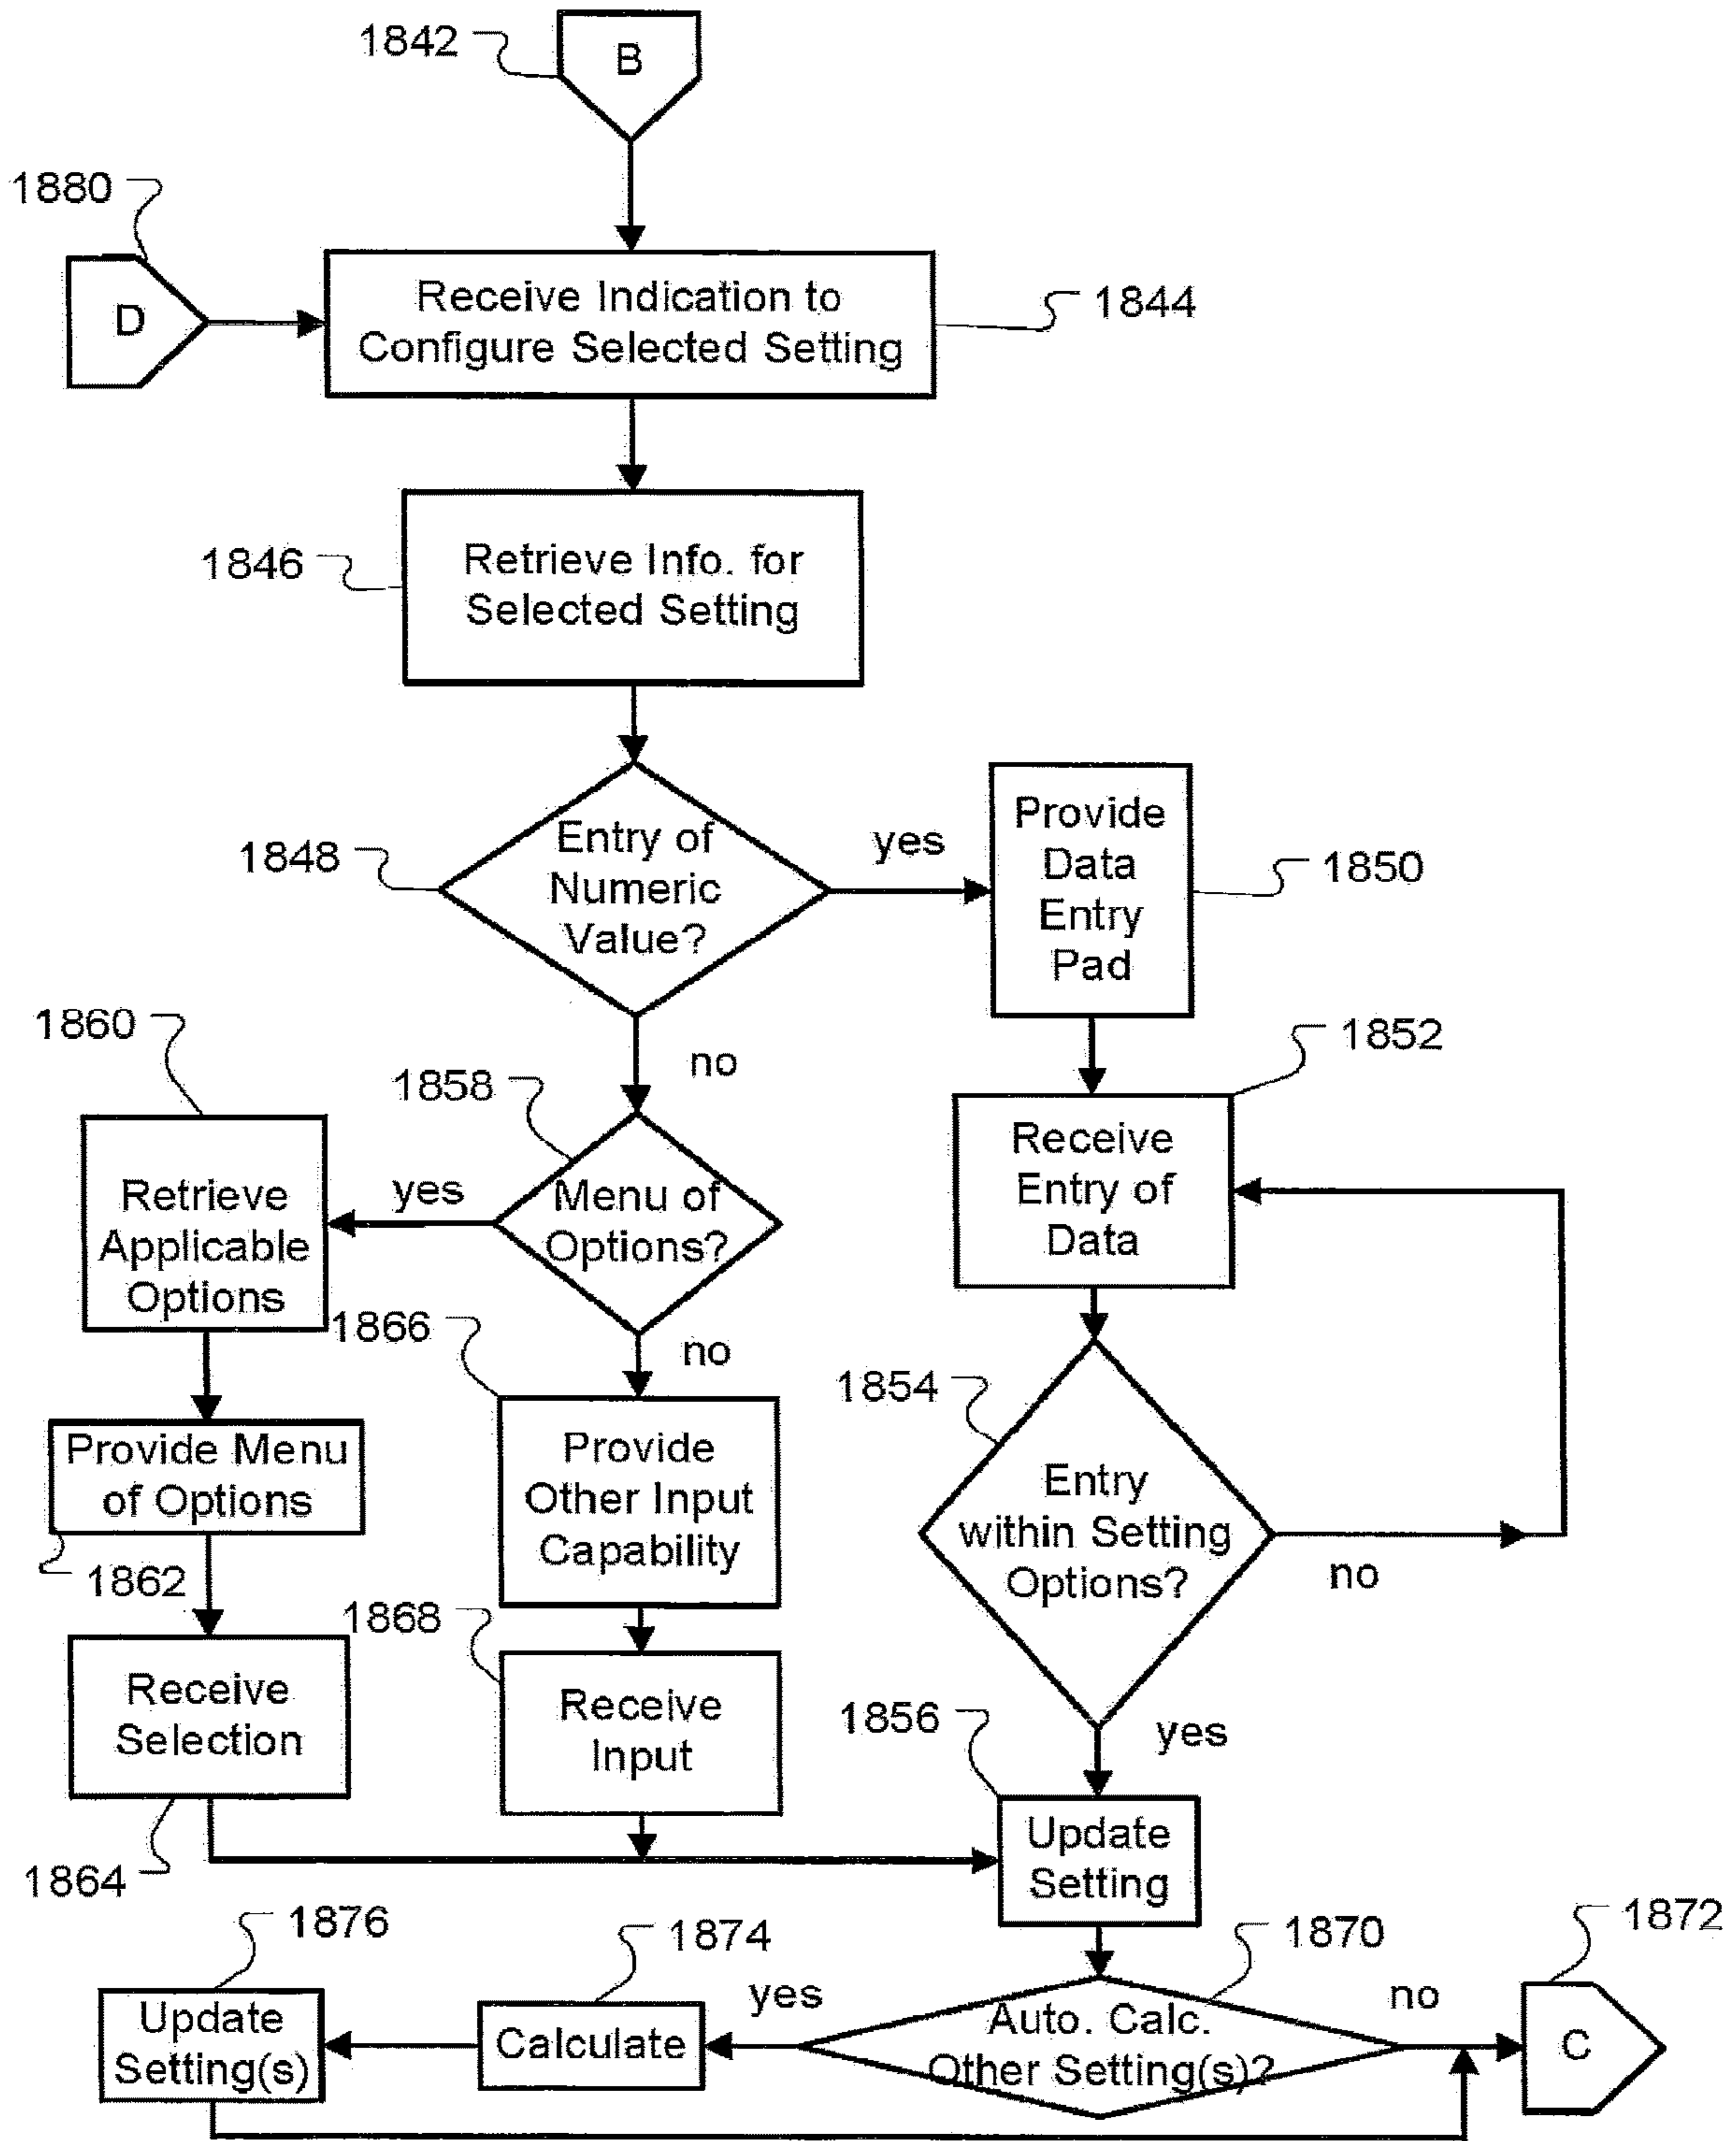 1842
B
1880
D
Receive Indication to
Configure Selected Setting
1844
1846
Retrieve Info. for
Selected Setting
1848
Entry of
Numeric
Value?
yes
Provide
Data
Entry
Pad
1850
no
1852
Receive
Entry of
Data
1858
Menu of
Options?
yes
1860
Retrieve
Applicable
Options
no
1866
Provide
Other Input
Capability
1854
Entry
within Setting
Options?
no
Provide Menu
of Options
1862
1868
Receive
Input
Receive
Selection
1864
yes
1856
Update
Setting
1870
Auto. Calc.
Other Setting(s)?
no
1872
C
yes
1874
Calculate
1876
Update
Setting(s)